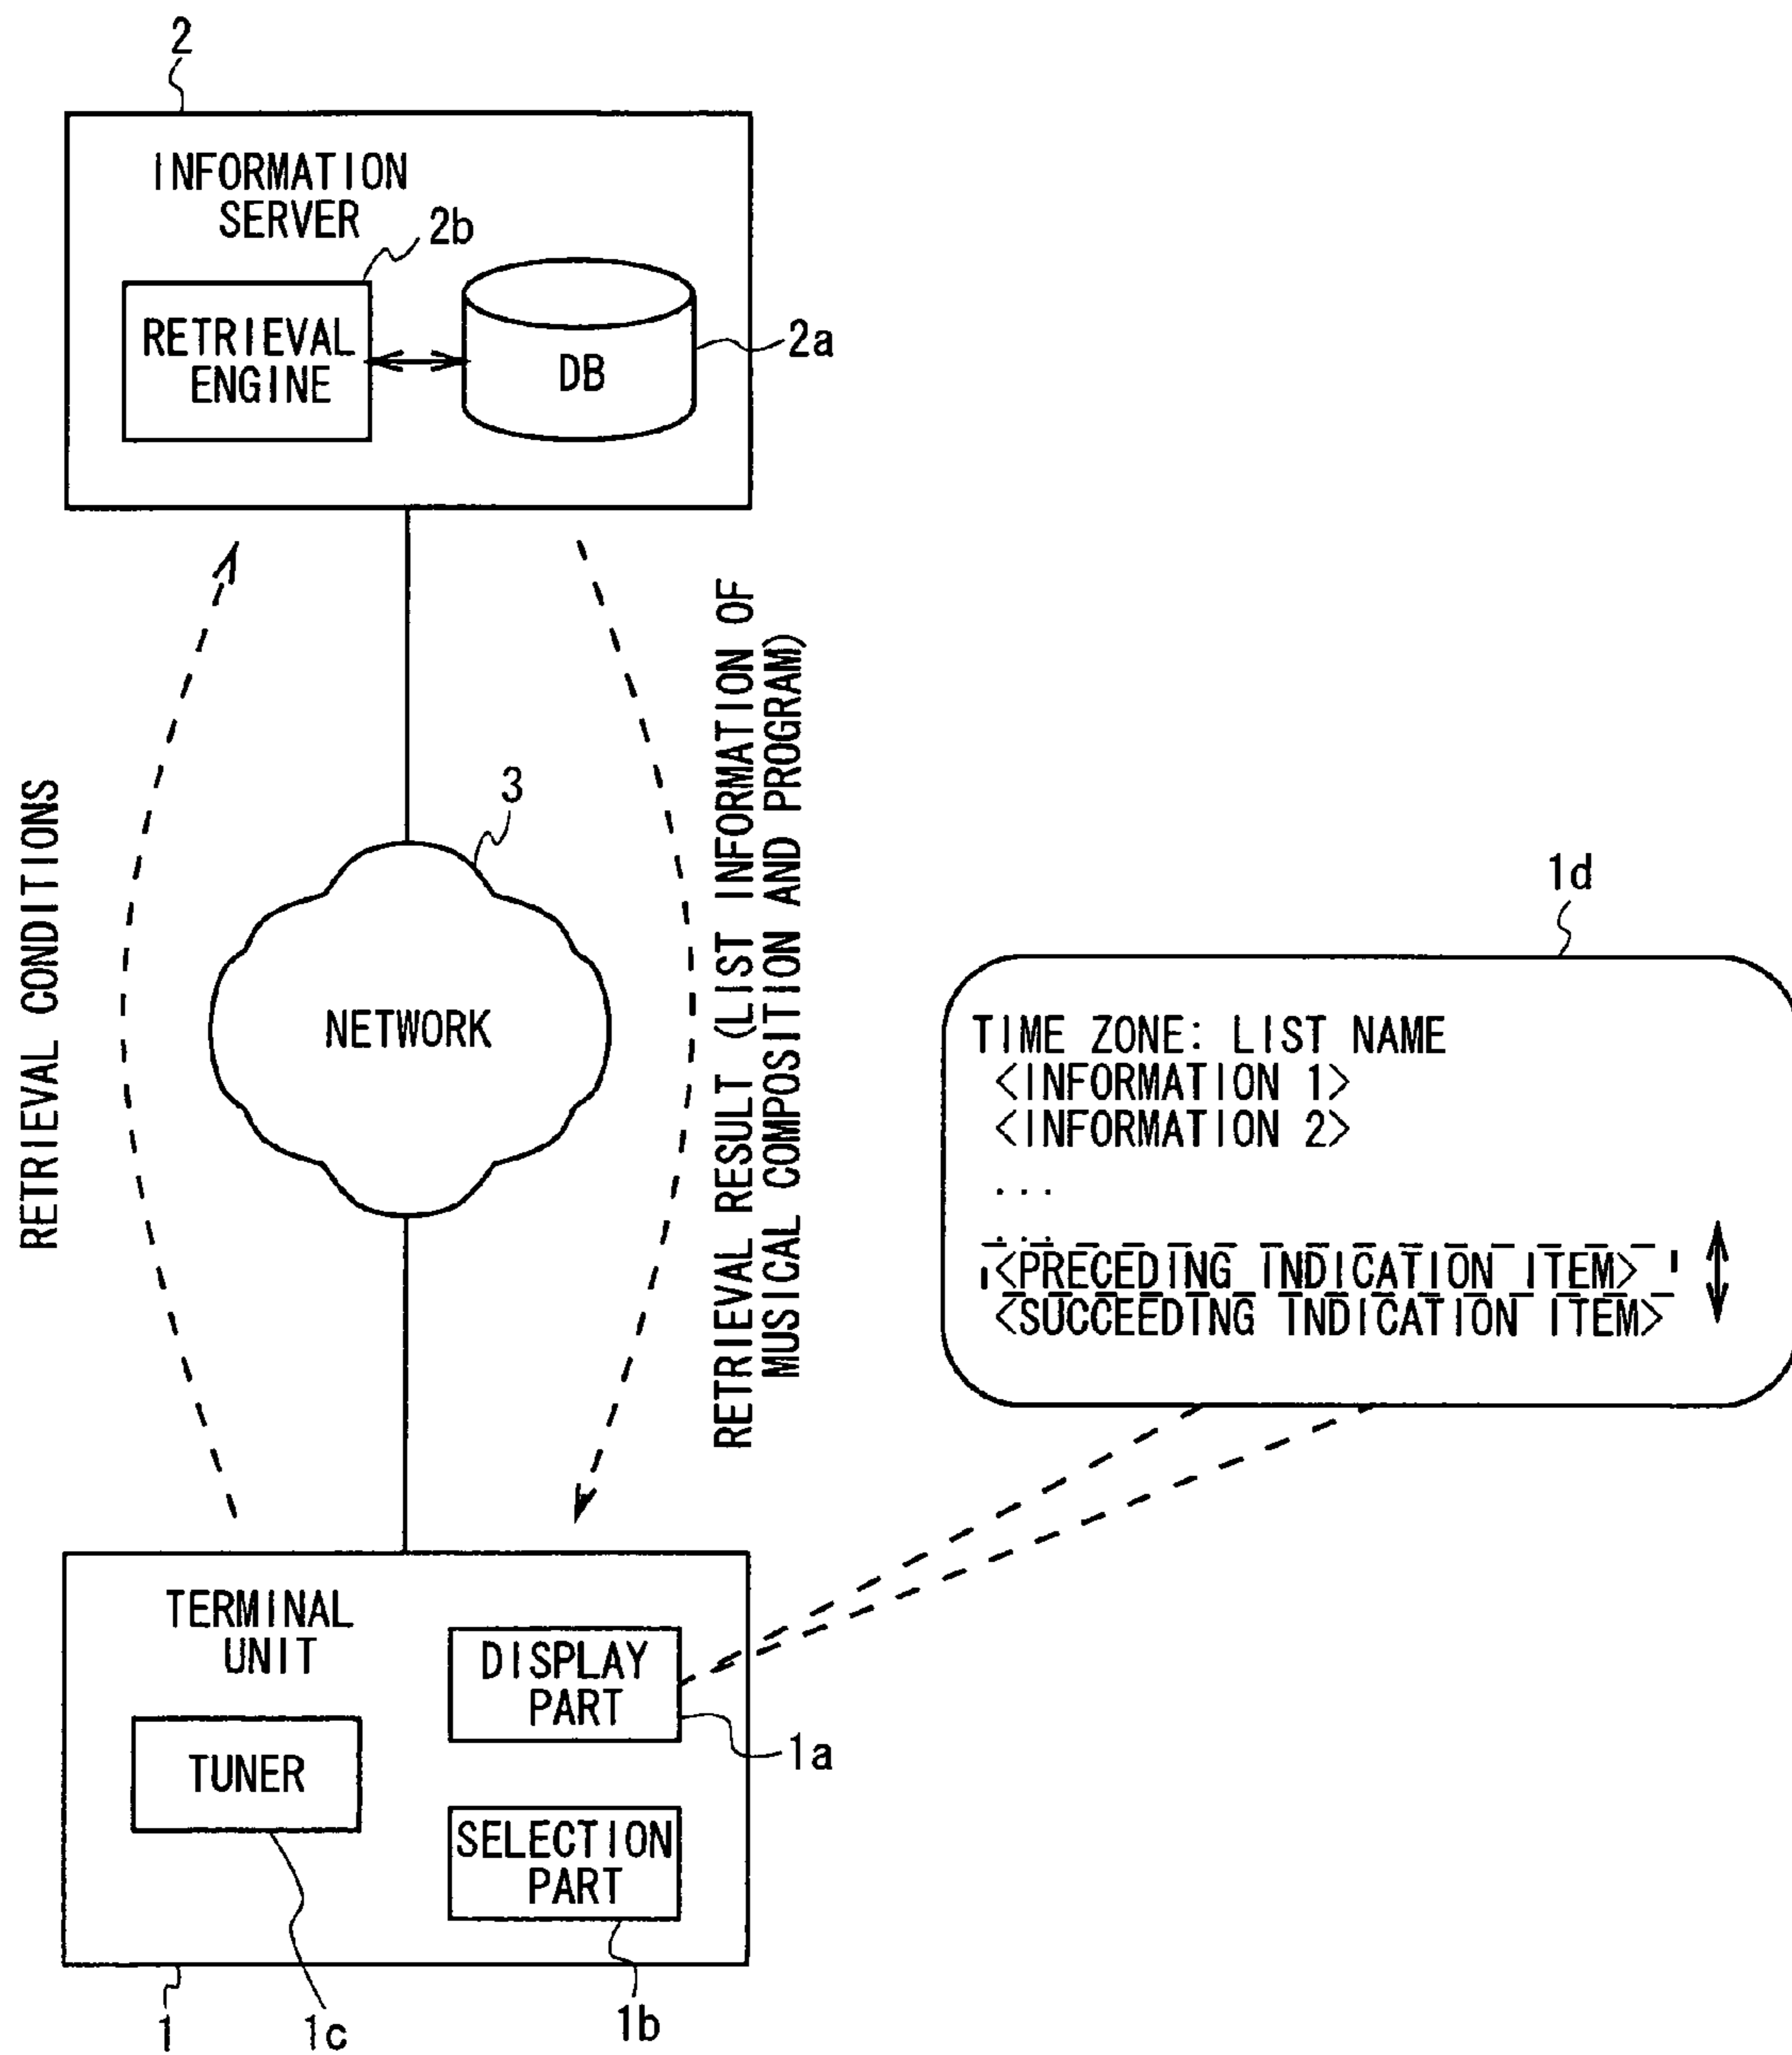 2
INFORMATION
SERVER
2b
RETRIEVAL
ENGINE
DB
2a
RETRIEVAL CONDITIONS
RETRIEVAL RESULT (LIST INFORMATION OF
MUSICAL COMPOSITION AND PROGRAM)
3
NETWORK
1d
TIME ZONE: LIST NAME
<INFORMATION 1>
<INFORMATION 2>
...
...
<PRECEDING INDICATION ITEM>
<SUCCEEDING INDICATION ITEM>
TERMINAL
UNIT
DISPLAY
PART
1a
TUNER
SELECTION
PART
1
1c
1b